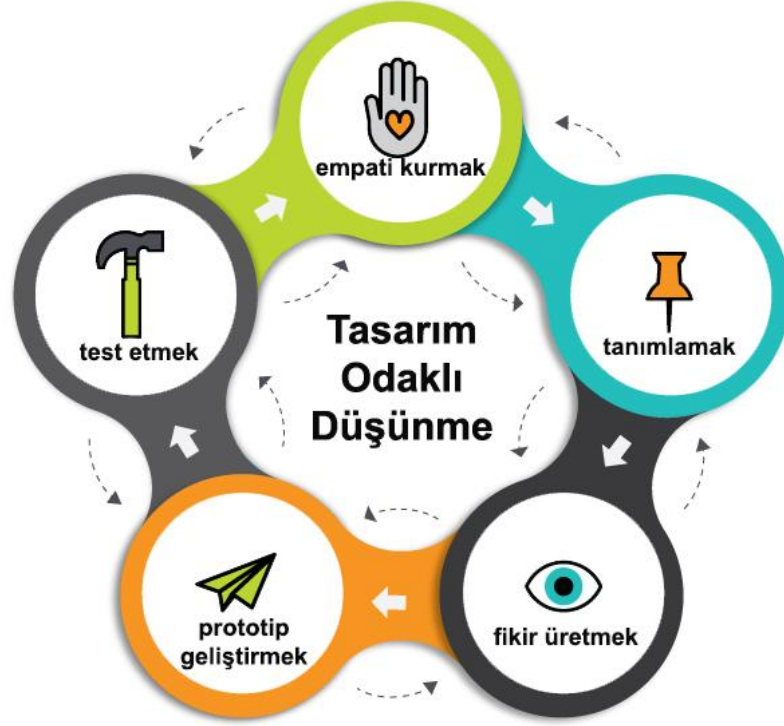 empati kurmak
tanımlamak
fikir üretmek
prototip
geliştirmek
test etmek
Tasarım
Odaklı
Düşünme